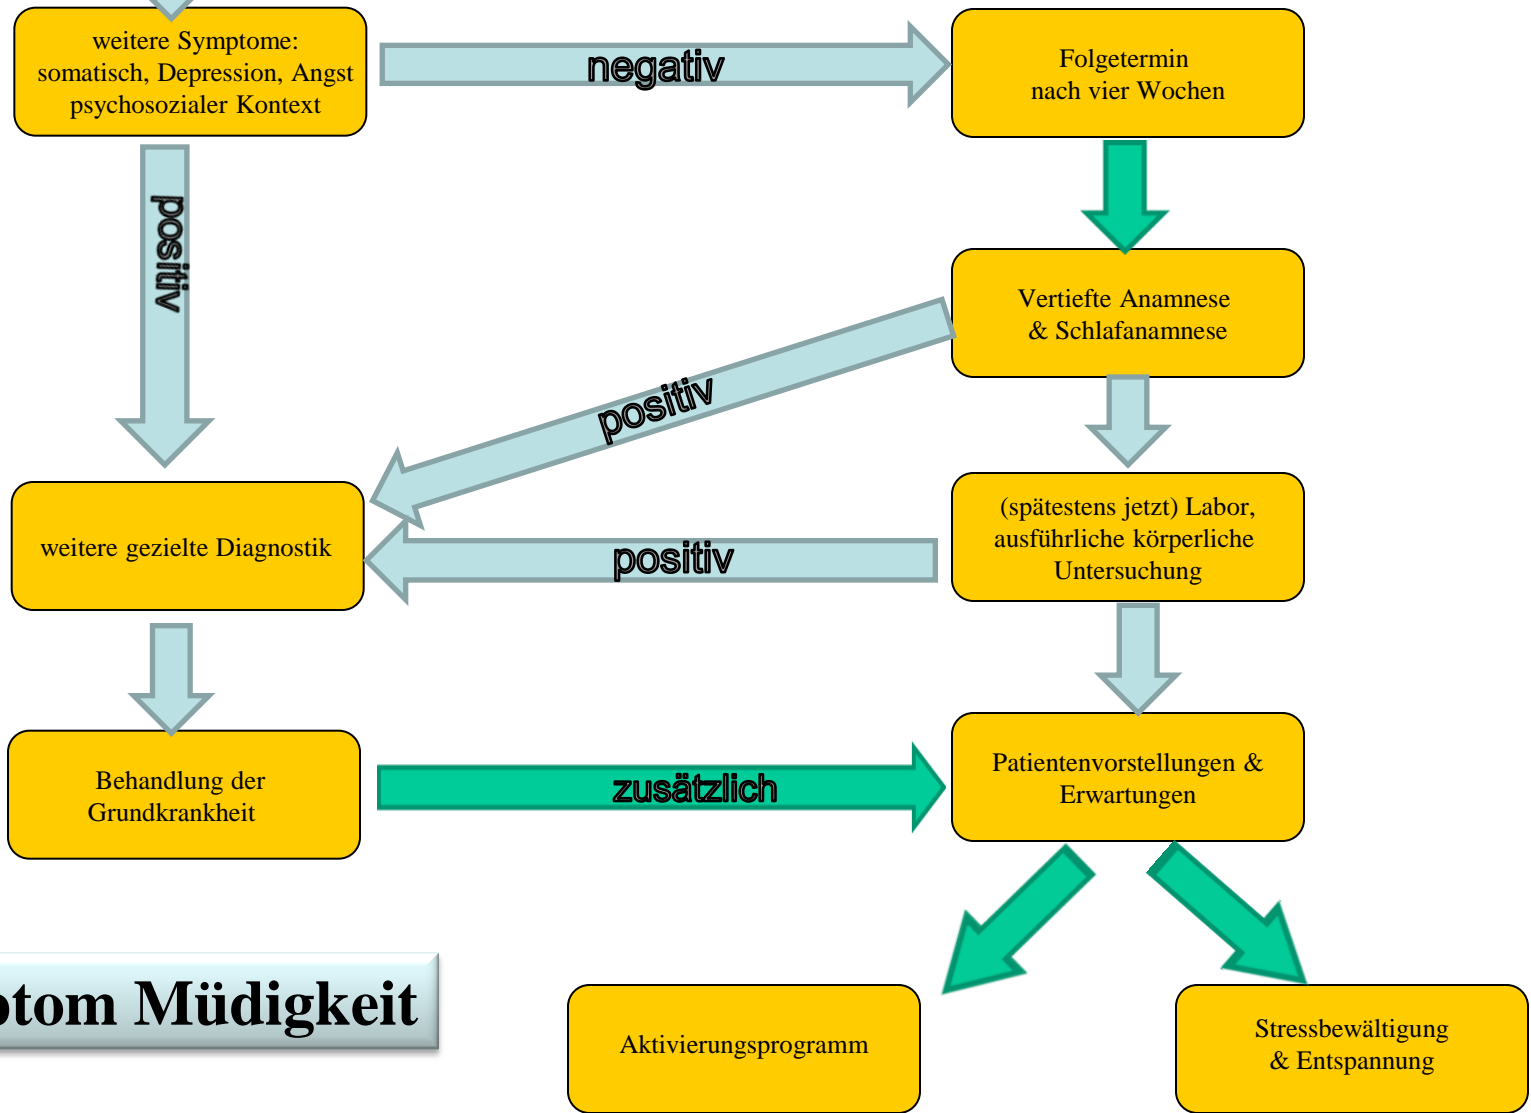 weitere Symptome:
somatisch, Depression, Angst
psychosozialer Kontext
negativ
Folgetermin
nach vier Wochen
positiv
Vertiefte Anamnese
& Schlafanamnese
positiv
weitere gezielte Diagnostik
positiv
(spätestens jetzt) Labor,
ausführliche körperliche
Untersuchung
Behandlung der
Grundkrankheit
zusätzlich
Patientenvorstellungen &
Erwartungen
ptom Müdigkeit
Aktivierungsprogramm
Stressbewältigung
& Entspannung